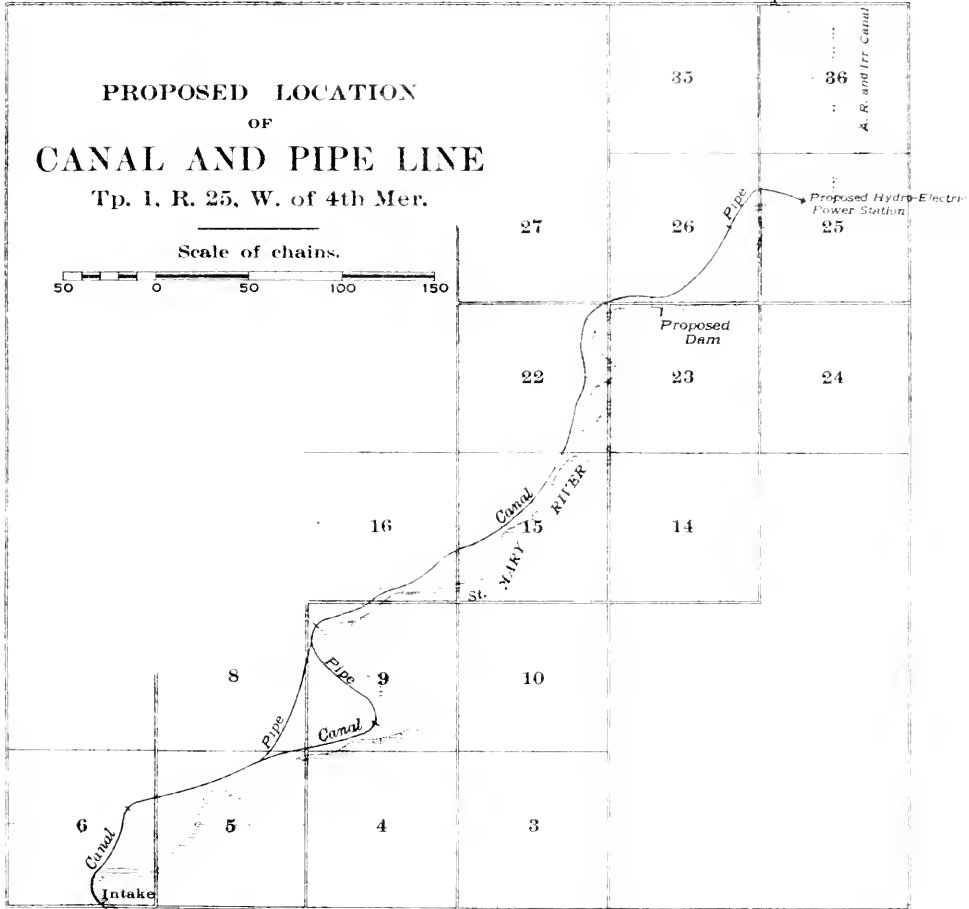 PROPOSED LOCATION
OF
CANAL AND PIPE LINE
Tp. 1, R. 25, W. of 4th Mer.
Scale of chains.
50 0 50 100 150
35
36
A. R. and Irr Canal
27
26
Pipe
25
Proposed Hydro-Electric
Power Station
Proposed
Dam
22
23
24
16
Canal
15
14
St. MARY RIVER
8
Pipe
9
10
Pipe
Canal
6
5
4
3
Canal
Intake